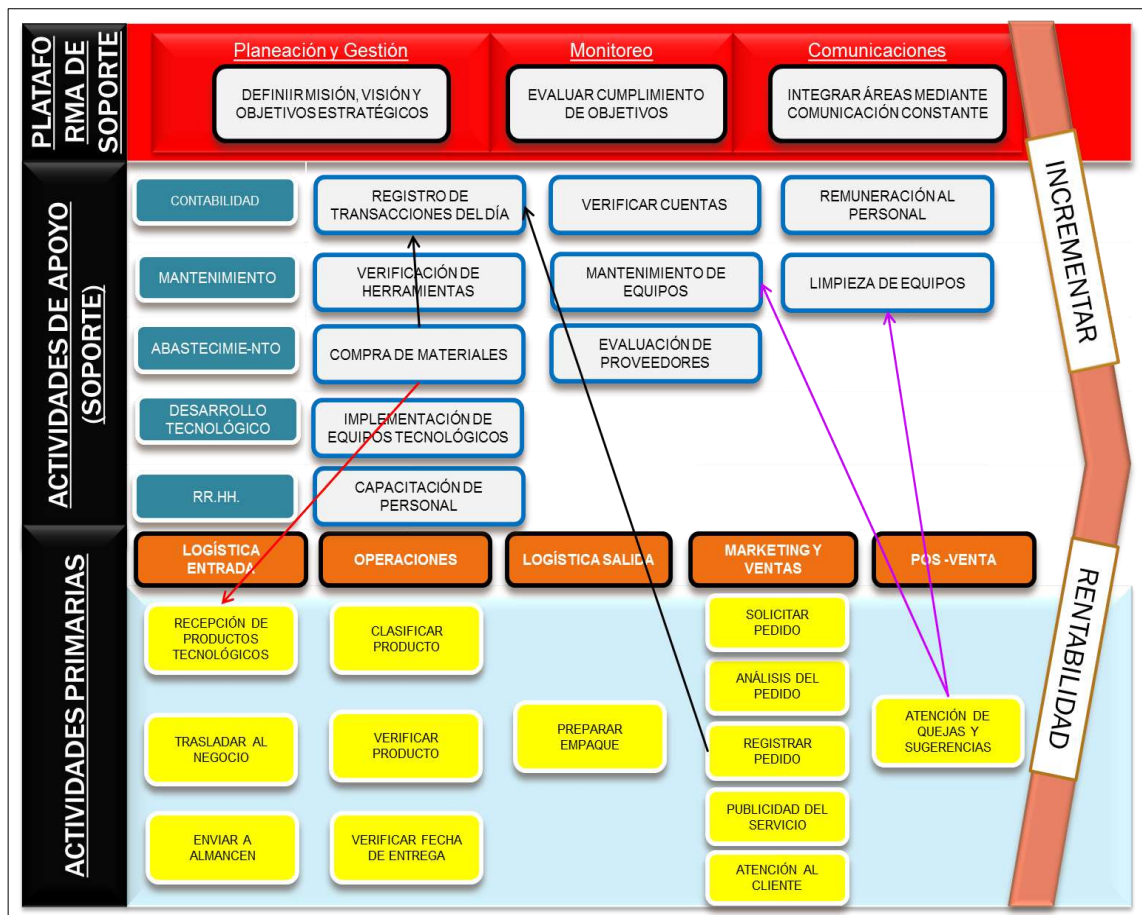 PLATAFO
RMA DE
SOPORTE
Planeación y Gestión
DEFINIIR MISIÓN, VISIÓN Y
OBJETIVOS ESTRATÉGICOS
Monitoreo
EVALUAR CUMPLIMIENTO
DE OBJETIVOS
Comunicaciones
INTEGRAR ÁREAS MEDIANTE
COMUNICACIÓN CONSTANTE
ACTIVIDADES DE APOYO
(SOPORTE)
CONTABILIDAD
REGISTRO DE
TRANSACCIONES DEL DÍA
VERIFICAR CUENTAS
REMUNERACIÓN AL
PERSONAL
MANTENIMIENTO
VERIFICACIÓN DE
HERRAMIENTAS
MANTENIMIENTO DE
EQUIPOS
LIMPIEZA DE EQUIPOS
ABASTECIMIE-NTO
COMPRA DE MATERIALES
EVALUACIÓN DE
PROVEEDORES
DESARROLLO
TECNOLÓGICO
IMPLEMENTACIÓN DE
EQUIPOS TECNOLÓGICOS
RR.HH.
CAPACITACIÓN DE
PERSONAL
ACTIVIDADES PRIMARIAS
LOGÍSTICA
ENTRADA
OPERACIONES
LOGÍSTICA SALIDA
MARKETING Y
VENTAS
POS -VENTA
RECEPCIÓN DE
PRODUCTOS
TECNOLÓGICOS
TRASLADAR AL
NEGOCIO
ENVIAR A
ALMANCEN
CLASIFICAR
PRODUCTO
VERIFICAR
PRODUCTO
VERIFICAR FECHA
DE ENTREGA
PREPARAR
EMPAQUE
SOLICITAR
PEDIDO
ANÁLISIS DEL
PEDIDO
REGISTRAR
PEDIDO
PUBLICIDAD DEL
SERVICIO
ATENCIÓN AL
CLIENTE
ATENCIÓN DE
QUEJAS Y
SUGERENCIAS
INCREMENTAR
RENTABILIDAD